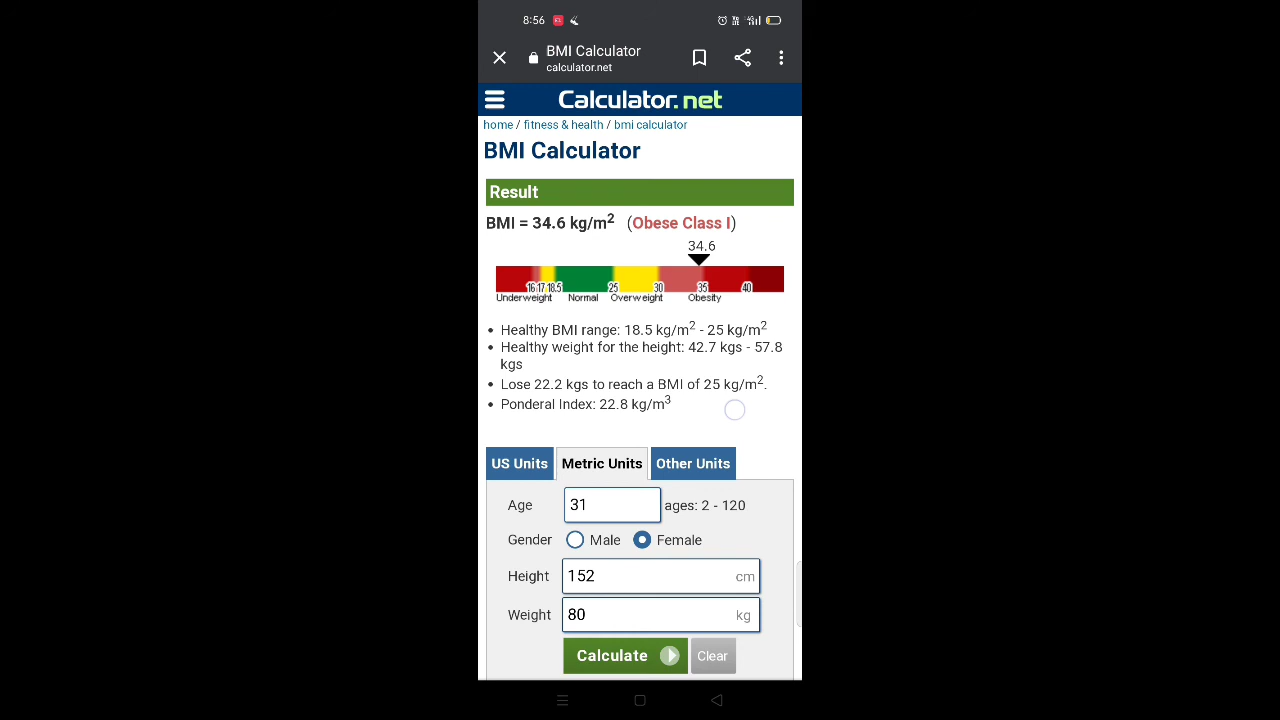 8:56
BMI Calculator
calculator.net
Calculator.net
home / fitness & health / bmi calculator
BMI Calculator
Result
BMI = 34.6 kg/m² (Obese Class I)
34.6
16 17 18.5 25 30 35 40
Underweight Normal Overweight Obesity
• Healthy BMI range: 18.5 kg/m² - 25 kg/m²
• Healthy weight for the height: 42.7 kgs - 57.8
kgs
• Lose 22.2 kgs to reach a BMI of 25 kg/m².
• Ponderal Index: 22.8 kg/m³
US Units Metric Units Other Units
Age 31 ages: 2 - 120
Gender Male Female
Height 152 cm
Weight 80 kg
Calculate Clear